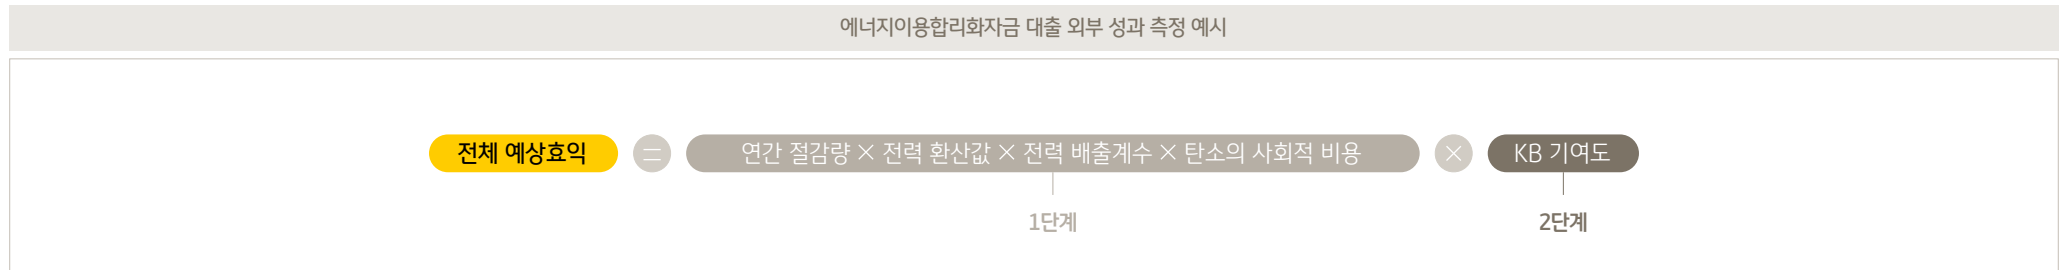 에너지이용합리화자금 대출 외부 성과 측정 예시
전체 예상효익 = 연간 절감량 × 전력 환산값 × 전력 배출계수 × 탄소의 사회적 비용 × KB 기여도
1단계 2단계